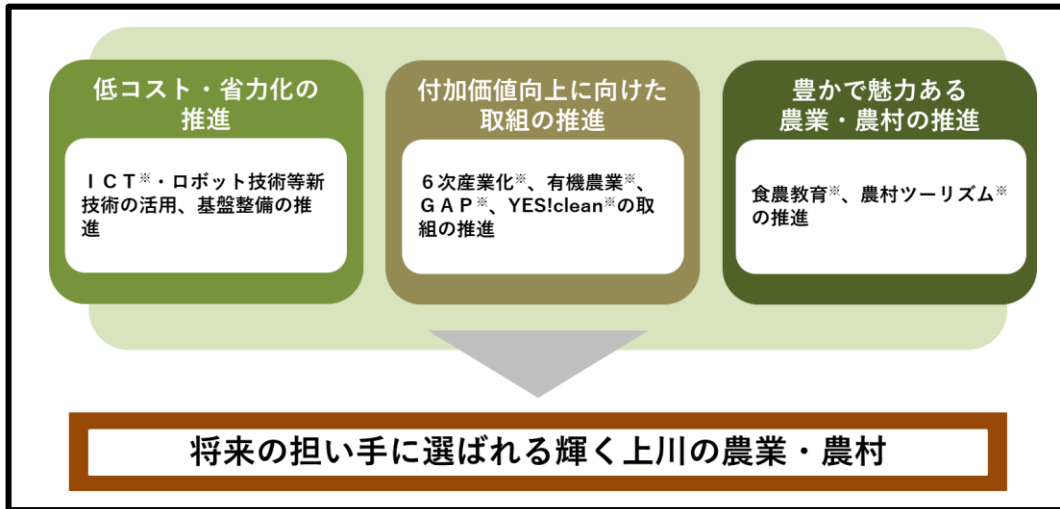 低コスト・省力化の
推進
ＩＣＴ※・ロボット技術等新
技術の活用、基盤整備の推
進
付加価値向上に向けた
取組の推進
６次産業化※、有機農業※、
ＧＡＰ※、YES!clean※の取
組の推進
豊かで魅力ある
農業・農村の推進
食農教育※、農村ツーリズム※
の推進
将来の担い手に選ばれる輝く上川の農業・農村